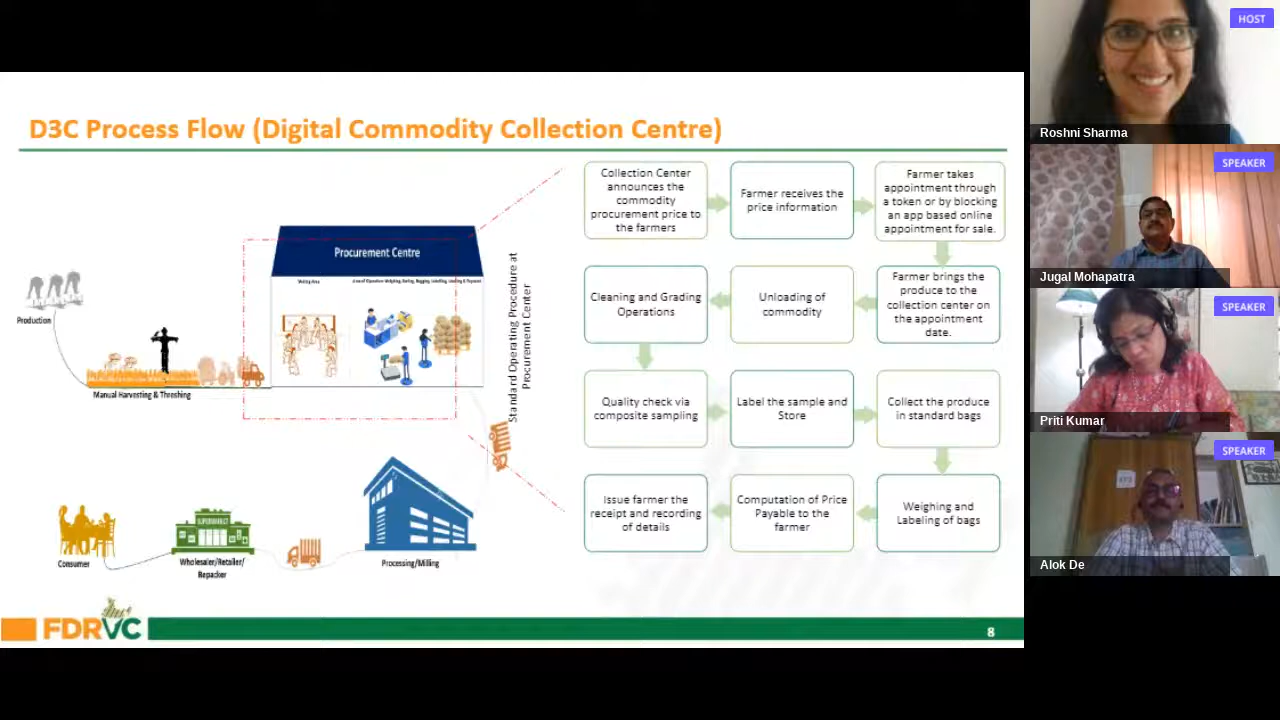 D3C Process Flow (Digital Commodity Collection Centre)
Production
Manual Harvesting & Threshing
Procurement Centre
Waiting Area
Standard Operating Procedure at
Procurement Center
Consumer
Wholesaler/Retailer/
Repacker
SUPERMARKET
Processing/Milling
Collection Center
announces the
commodity
procurement price to
the farmers
Farmer receives the
price information
Farmer takes
appointment through
a token or by blocking
an app based online
appointment for sale.
Cleaning and Grading
Operations
Unloading of
commodity
Farmer brings the
produce to the
collection center on
the appointment
date.
Quality check via
composite sampling
Label the sample and
Store
Collect the produce
in standard bags
Issue farmer the
receipt and recording
of details
Computation of Price
Payable to the
farmer
Weighing and
Labeling of bags
FDRVC
8
HOST
Roshni Sharma
SPEAKER
Jugal Mohapatra
SPEAKER
Priti Kumar
SPEAKER
Alok De